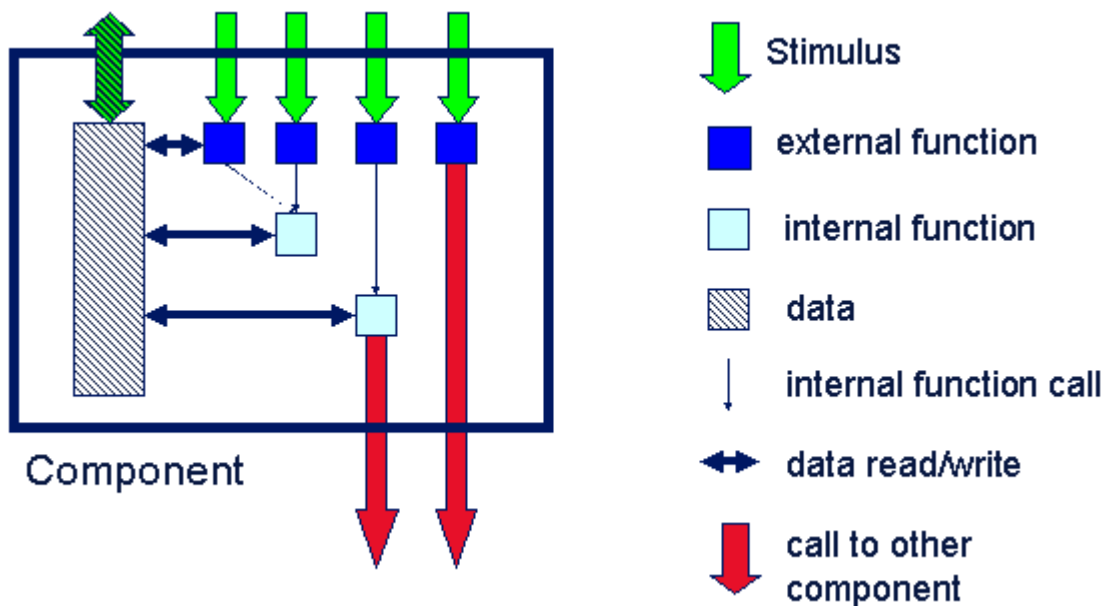 Component
Stimulus
external function
internal function
data
internal function call
data read/write
call to other
component